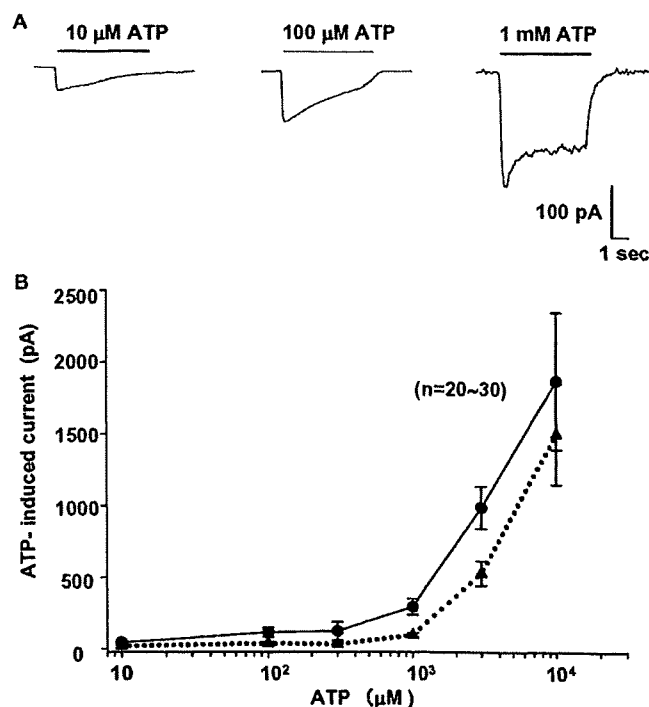 A
10 μM ATP
100 μM ATP
1 mM ATP
100 pA
1 sec
B
ATP- induced current (pA)
2500
2000
1500
1000
500
0
(n=20~30)
10
10²
10³
10⁴
ATP (μM)